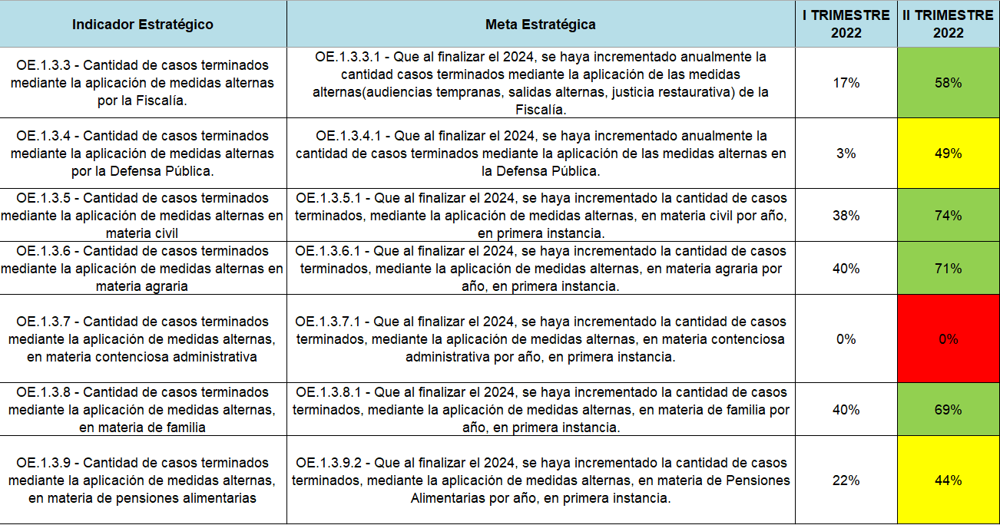 Indicador Estratégico
Meta Estratégica
I TRIMESTRE
2022
II TRIMESTRE
2022
OE.1.3.3 - Cantidad de casos terminados
mediante la aplicación de medidas alternas
por la Fiscalía.
OE.1.3.3.1 - Que al finalizar el 2024, se haya incrementado anualmente la
cantidad casos terminados mediante la aplicación de las medidas
alternas(audiencias tempranas, salidas alternas, justicia restaurativa) de la
Fiscalía.
17%
58%
OE.1.3.4 - Cantidad de casos terminados
mediante la aplicación de medidas alternas
por la Defensa Pública.
OE.1.3.4.1 - Que al finalizar el 2024, se haya incrementado anualmente la
cantidad de casos terminados mediante la aplicación de las medidas alternas en
la Defensa Pública.
3%
49%
OE.1.3.5 - Cantidad de casos terminados
mediante la aplicación de medidas alternas en
materia civil
OE.1.3.5.1 - Que al finalizar el 2024, se haya incrementado la cantidad de casos
terminados, mediante la aplicación de medidas alternas, en materia civil por año,
en primera instancia.
38%
74%
OE.1.3.6 - Cantidad de casos terminados
mediante la aplicación de medidas alternas en
materia agraria
OE.1.3.6.1 - Que al finalizar el 2024, se haya incrementado la cantidad de casos
terminados, mediante la aplicación de medidas alternas, en materia agraria por
año, en primera instancia.
40%
71%
OE.1.3.7 - Cantidad de casos terminados
mediante la aplicación de medidas alternas,
en materia contenciosa administrativa
OE.1.3.7.1 - Que al finalizar el 2024, se haya incrementado la cantidad de casos
terminados, mediante la aplicación de medidas alternas, en materia contenciosa
administrativa por año, en primera instancia.
0%
0%
OE.1.3.8 - Cantidad de casos terminados
mediante la aplicación de medidas alternas,
en materia de familia
OE.1.3.8.1 - Que al finalizar el 2024, se haya incrementado la cantidad de casos
terminados, mediante la aplicación de medidas alternas, en materia de familia por
año, en primera instancia.
40%
69%
OE.1.3.9 - Cantidad de casos terminados
mediante la aplicación de medidas alternas,
en materia de pensiones alimentarias
OE.1.3.9.2 - Que al finalizar el 2024, se haya incrementado la cantidad de casos
terminados, mediante la aplicación de medidas alternas, en materia de Pensiones
Alimentarias por año, en primera instancia.
22%
44%